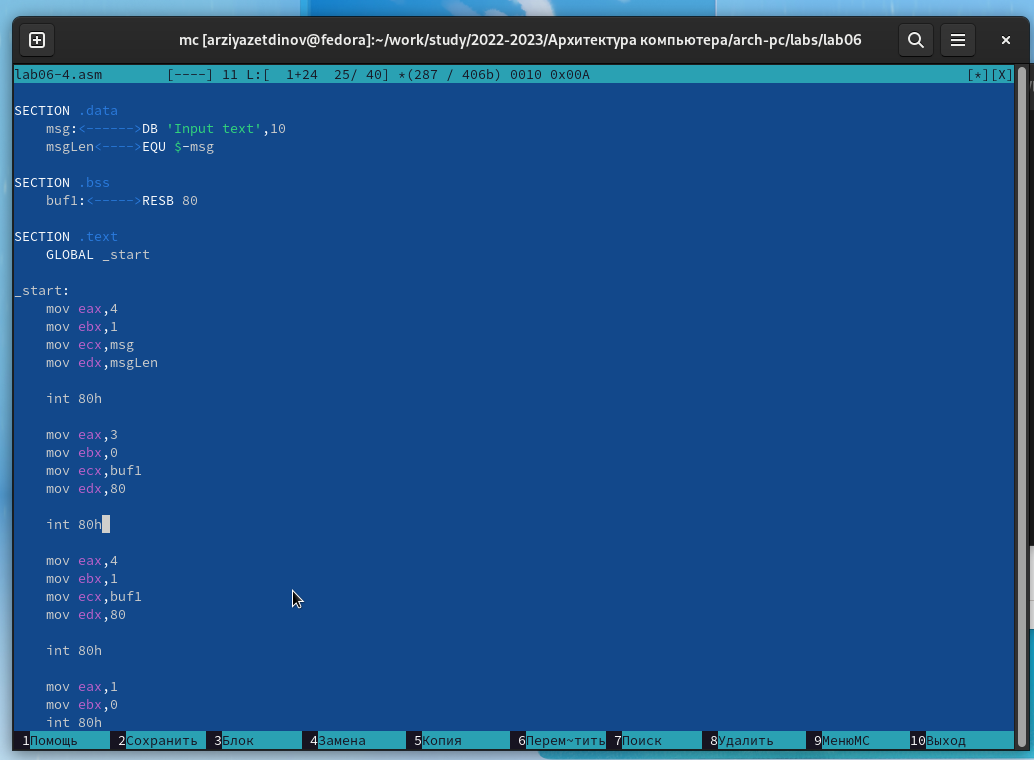 mc [arziyazetdinov@fedora]:~/work/study/2022-2023/Архитектура компьютера/arch-pc/labs/lab06
lab06-4.asm        [----] 11 L:[  1+24  25/ 40] *(287 / 406b) 0010 0x00A        [*][X]
SECTION .data
    msg:<------>DB 'Input text',10
    msgLen<---->EQU $-msg
SECTION .bss
    buf1:<----->RESB 80
SECTION .text
    GLOBAL _start
_start:
    mov eax,4
    mov ebx,1
    mov ecx,msg
    mov edx,msgLen
    int 80h
    mov eax,3
    mov ebx,0
    mov ecx,buf1
    mov edx,80
    int 80h
    mov eax,4
    mov ebx,1
    mov ecx,buf1
    mov edx,80
    int 80h
    mov eax,1
    mov ebx,0
    int 80h
1Помощь 2Сохранить 3Блок 4Замена 5Копия 6Перем~тить 7Поиск 8Удалить 9МенюMC 10Выход